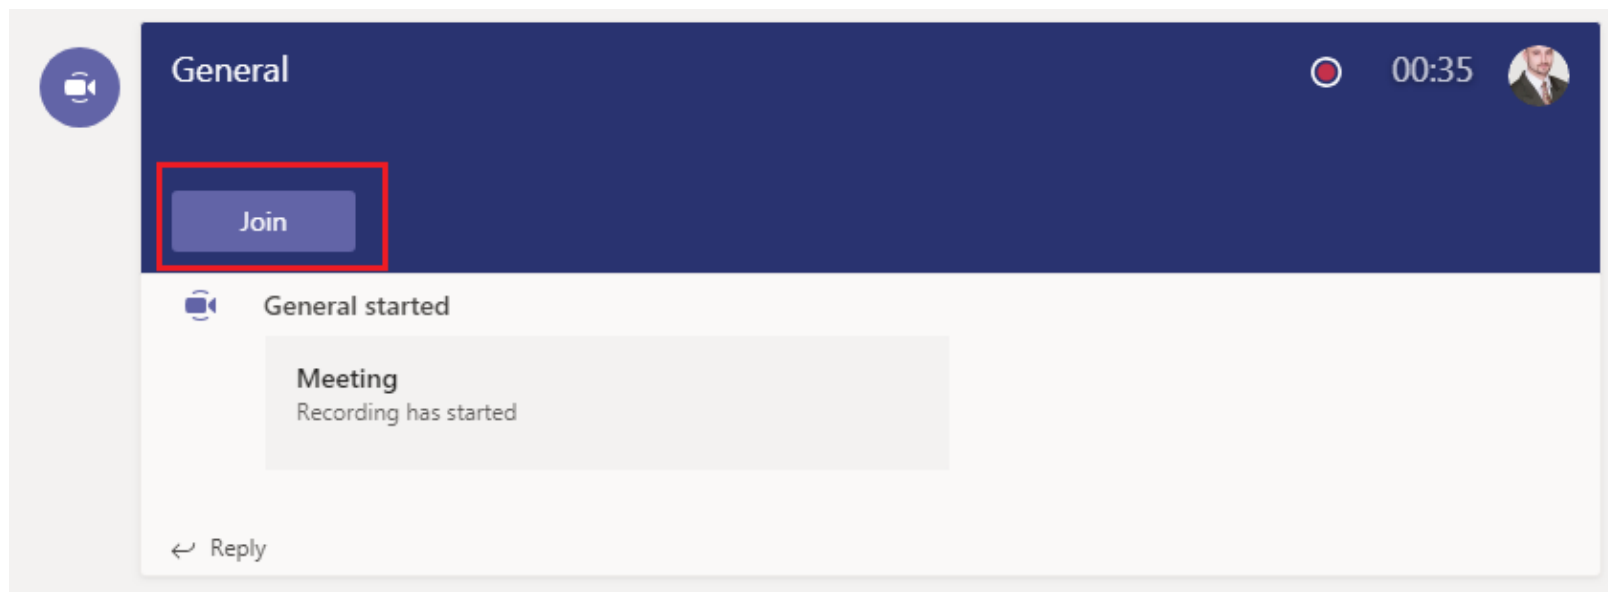 General
00:35
Join
General started
Meeting
Recording has started
Reply